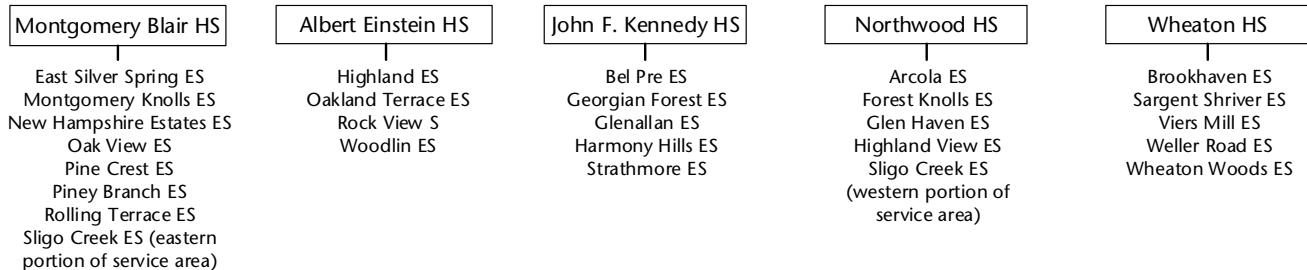 Montgomery Blair HS
East Silver Spring ES
Montgomery Knolls ES
New Hampshire Estates ES
Oak View ES
Pine Crest ES
Piney Branch ES
Rolling Terrace ES
Sligo Creek ES (eastern
portion of service area)
Albert Einstein HS
Highland ES
Oakland Terrace ES
Rock View S
Woodlin ES
John F. Kennedy HS
Bel Pre ES
Georgian Forest ES
Glenallan ES
Harmony Hills ES
Strathmore ES
Northwood HS
Arcola ES
Forest Knolls ES
Glen Haven ES
Highland View ES
Sligo Creek ES
(western portion of
service area)
Wheaton HS
Brookhaven ES
Sargent Shriver ES
Viers Mill ES
Weller Road ES
Wheaton Woods ES